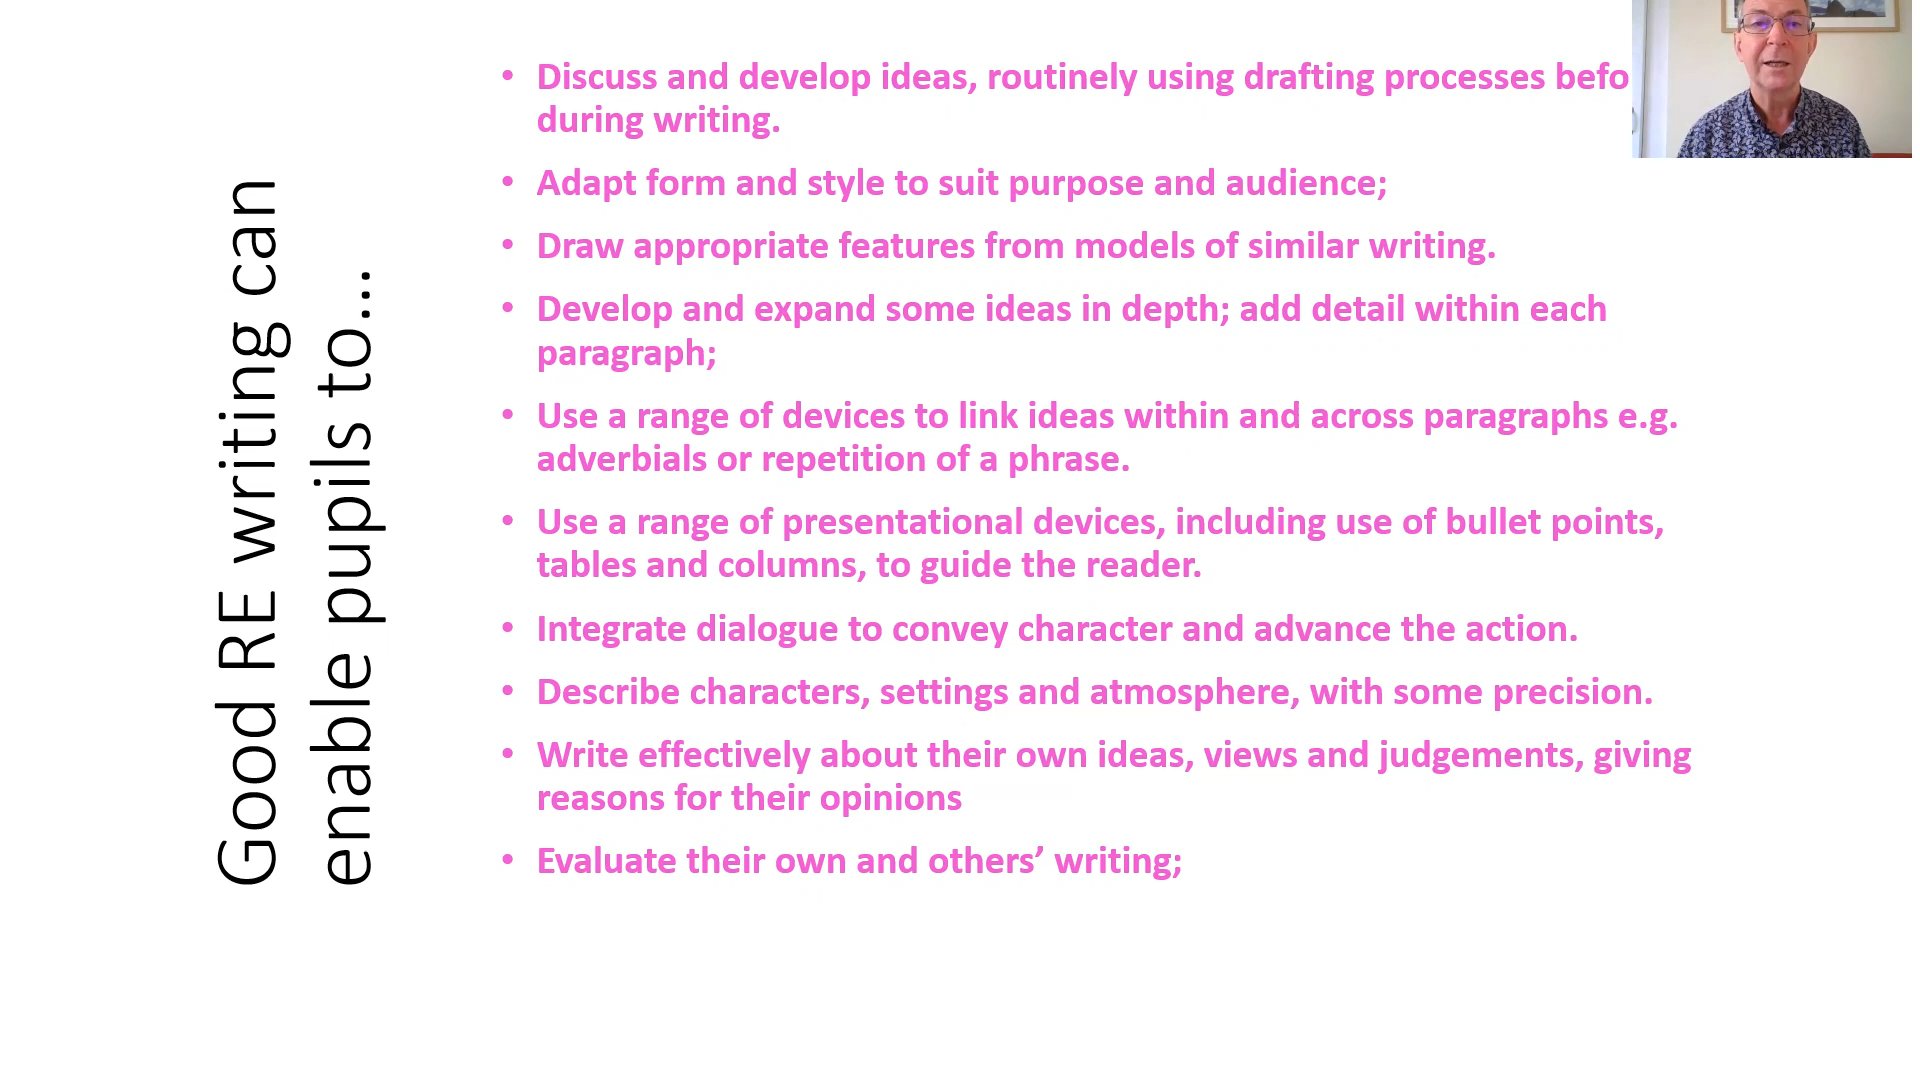 Good RE writing can
enable pupils to...
• Discuss and develop ideas, routinely using drafting processes
during writing.
• Adapt form and style to suit purpose and audience;
• Draw appropriate features from models of similar writing.
• Develop and expand some ideas in depth; add detail within each
paragraph;
• Use a range of devices to link ideas within and across paragraphs e.g.
adverbials or repetition of a phrase.
• Use a range of presentational devices, including use of bullet points,
tables and columns, to guide the reader.
• Integrate dialogue to convey character and advance the action.
• Describe characters, settings and atmosphere, with some precision.
• Write effectively about their own ideas, views and judgements, giving
reasons for their opinions
• Evaluate their own and others’ writing;